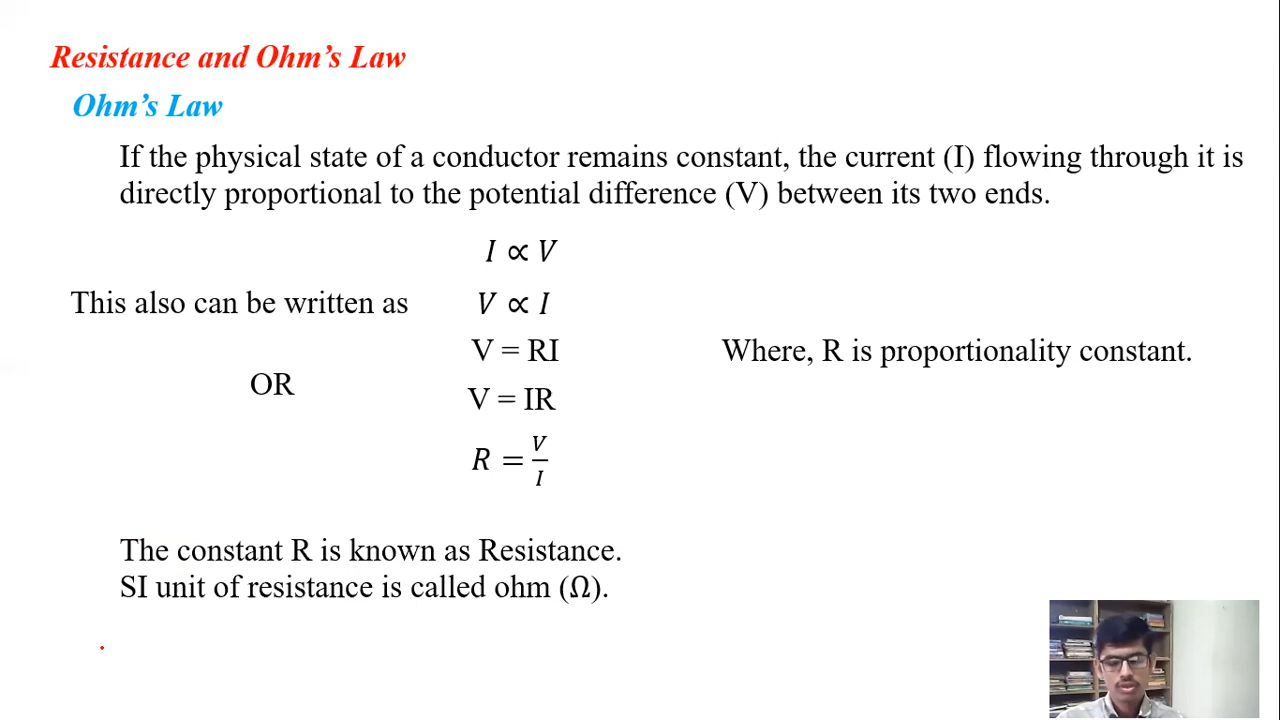 Resistance and Ohm’s Law
Ohm’s Law
If the physical state of a conductor remains constant, the current (I) flowing through it is
directly proportional to the potential difference (V) between its two ends.
I ∝ V
This also can be written as V ∝ I
V = RI Where, R is proportionality constant.
OR
V = IR
R = V/I
The constant R is known as Resistance.
SI unit of resistance is called ohm (Ω).